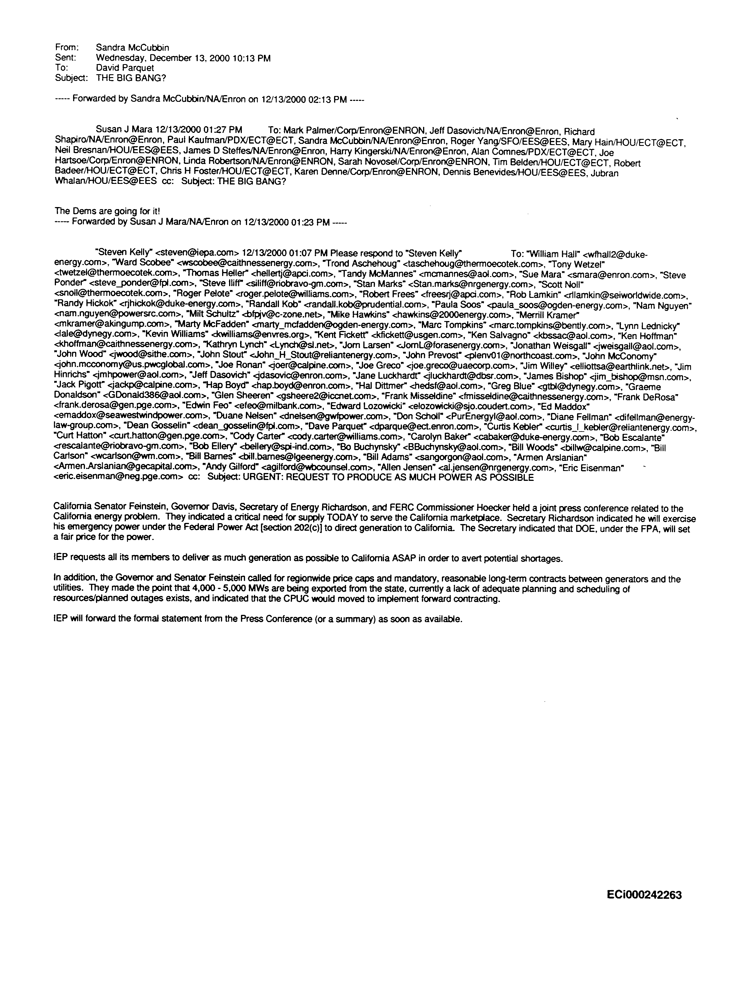 From: Sandra McCubbin
Sent: Wednesday, December 13, 2000 10:13 PM
To: David Parquet
Subject: THE BIG BANG?
----- Forwarded by Sandra McCubbin/NA/Enron on 12/13/2000 02:13 PM -----
Susan J Mara 12/13/2000 01:27 PM To: Mark Palmer/Corp/Enron@ENRON, Jeff Dasovich/NA/Enron@Enron, Richard
Shapiro/NA/Enron@Enron, Paul Kaufman/PDX/ECT@ECT, Sandra McCubbin/NA/Enron@Enron, Roger Yang/SFO/EES@EES, Mary Hain/HOU/ECT@ECT,
Neil Bresnan/HOU/EES@EES, James D Steffes/NA/Enron@Enron, Harry Kingerski/NA/Enron@Enron, Alan Comnes/PDX/ECT@ECT, Joe
Hartsoe/Corp/Enron@ENRON, Linda Robertson/NA/Enron@ENRON, Sarah Novosel/Corp/Enron@ENRON, Tim Belden/HOU/ECT@ECT, Robert
Badeer/HOU/ECT@ECT, Chris H Foster/HOU/ECT@ECT, Karen Denne/Corp/Enron@ENRON, Dennis Benevides/HOU/EES@EES, Jubran
Whalan/HOU/EES@EES cc: Subject: THE BIG BANG?
The Dems are going for it!
----- Forwarded by Susan J Mara/NA/Enron on 12/13/2000 01:23 PM -----
"Steven Kelly" <steven@iepa.com> 12/13/2000 01:07 PM Please respond to "Steven Kelly" To: "William Hall" <wfhall2@duke-
energy.com>, "Ward Scobee" <wscobee@caithnessenergy.com>, "Trond Aschehoug" <taschehoug@thermoecotek.com>, "Tony Wetzel"
<twetzel@thermoecotek.com>, "Thomas Heller" <hellertj@apci.com>, "Tandy McMannes" <mcmannes@aol.com>, "Sue Mara" <smara@enron.com>, "Steve
Ponder" <steve_ponder@fpl.com>, "Steve Iliff" <siliff@riobravo-gm.com>, "Stan Marks" <Stan.marks@nrgenergy.com>, "Scott Noll"
<snoll@thermoecotek.com>, "Roger Pelote" <roger.pelote@williams.com>, "Robert Frees" <freesrj@apci.com>, "Rob Lamkin" <rllamkin@seiworldwide.com>,
"Randy Hickok" <rjhickok@duke-energy.com>, "Randall Kob" <randall.kob@prudential.com>, "Paula Soos" <paula_soos@ogden-energy.com>, "Nam Nguyen"
<nam.nguyen@powersrc.com>, "Milt Schultz" <bfpjv@c-zone.net>, "Mike Hawkins" <hawkins@2000energy.com>, "Merrill Kramer"
<mkramer@akingump.com>, "Marty McFadden" <marty_mcfadden@ogden-energy.com>, "Marc Tompkins" <marc.tompkins@bently.com>, "Lynn Lednicky"
<lale@dynegy.com>, "Kevin Williams" <kwilliams@envres.org>, "Kent Fickett" <kfickett@usgen.com>, "Ken Salvagno" <kbssac@aol.com>, "Ken Hoffman"
<khoffman@caithnessenergy.com>, "Kathryn Lynch" <Lynch@sl.net>, "Jorn Larsen" <JornL@forasenergy.com>, "Jonathan Weisgall" <jweisgall@aol.com>,
"John Wood" <jwood@sithe.com>, "John Stout" <John_H_Stout@reliantenergy.com>, "John Prevost" <plenv01@northcoast.com>, "John McConomy"
<john.mcconomy@us.pwcglobal.com>, "Joe Ronan" <joer@calpine.com>, "Joe Greco" <joe.greco@uaecorp.com>, "Jim Willey" <elliottsa@earthlink.net>, "Jim
Hinrichs" <jmhpower@aol.com>, "Jeff Dasovich" <jdasovic@enron.com>, "Jane Luckhardt" <jluckhardt@dbsr.com>, "James Bishop" <jim_bishop@msn.com>,
"Jack Pigott" <jackp@calpine.com>, "Hap Boyd" <hap.boyd@enron.com>, "Hal Dittmer" <hedsf@aol.com>, "Greg Blue" <gtbl@dynegy.com>, "Graeme
Donaldson" <GDonald386@aol.com>, "Glen Sheeren" <gsheere2@iccnet.com>, "Frank Misseldine" <fmisseldine@caithnessenergy.com>, "Frank DeRosa"
<frank.derosa@gen.pge.com>, "Edwin Feo" <efeo@milbank.com>, "Edward Lozowicki" <elozowicki@sjo.coudert.com>, "Ed Maddox"
<emaddox@seawestwindpower.com>, "Duane Nelsen" <dnelsen@gwfpower.com>, "Don Scholl" <PurEnergyI@aol.com>, "Diane Fellman" <difellman@energy-
law-group.com>, "Dean Gosselin" <dean_gosselin@fpl.com>, "Dave Parquet" <dparque@ect.enron.com>, "Curtis Kebler" <curtis_l_kebler@reliantenergy.com>,
"Curt Hatton" <curt.hatton@gen.pge.com>, "Cody Carter" <cody.carter@williams.com>, "Carolyn Baker" <cabaker@duke-energy.com>, "Bob Escalante"
<rescalante@riobravo-gm.com>, "Bob Ellery" <bellery@spi-ind.com>, "Bo Buchynsky" <BBuchynsky@aol.com>, "Bill Woods" <billw@calpine.com>, "Bill
Carlson" <wcarlson@wm.com>, "Bill Barnes" <bill.barnes@lgeenergy.com>, "Bill Adams" <sangorgon@aol.com>, "Armen Arslanian"
<Armen.Arslanian@gecapital.com>, "Andy Gilford" <agilford@wbcounsel.com>, "Allen Jensen" <al.jensen@nrgenergy.com>, "Eric Eisenman"
<eric.eisenman@neg.pge.com> cc: Subject: URGENT: REQUEST TO PRODUCE AS MUCH POWER AS POSSIBLE
California Senator Feinstein, Governor Davis, Secretary of Energy Richardson, and FERC Commissioner Hoecker held a joint press conference related to the
California energy problem. They indicated a critical need for supply TODAY to serve the California marketplace. Secretary Richardson indicated he will exercise
his emergency power under the Federal Power Act [section 202(c)] to direct generation to California. The Secretary indicated that DOE, under the FPA, will set
a fair price for the power.
IEP requests all its members to deliver as much generation as possible to California ASAP in order to avert potential shortages.
In addition, the Governor and Senator Feinstein called for regionwide price caps and mandatory, reasonable long-term contracts between generators and the
utilities. They made the point that 4,000 - 5,000 MWs are being exported from the state, currently a lack of adequate planning and scheduling of
resources/planned outages exists, and indicated that the CPUC would moved to implement forward contracting.
IEP will forward the formal statement from the Press Conference (or a summary) as soon as available.
ECi000242263